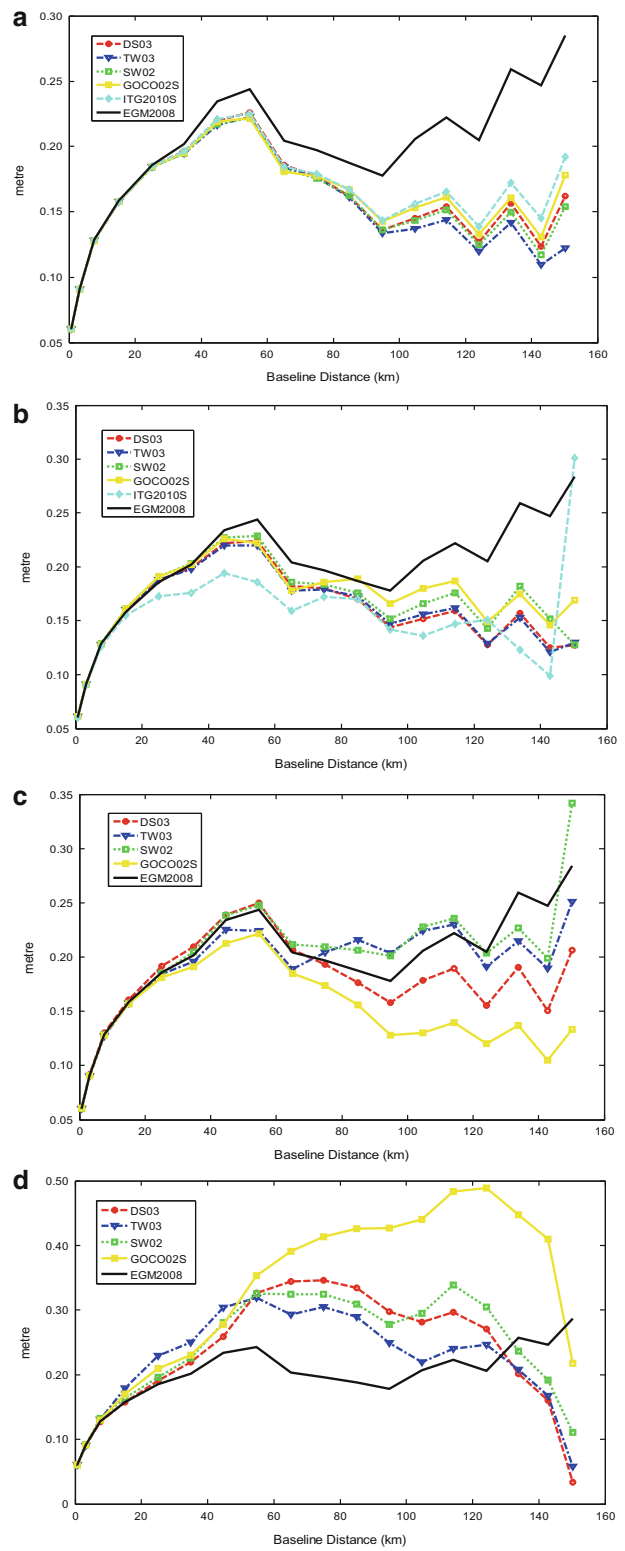 a
0.30
0.25
0.20
0.15
0.10
0.05
metre
DS03
TW03
SW02
GOCO02S
ITG2010S
EGM2008
0 20 40 60 80 100 120 140 160
Baseline Distance (km)
b
0.35
0.30
0.25
0.20
0.15
0.10
0.05
metre
DS03
TW03
SW02
GOCO02S
ITG2010S
EGM2008
0 20 40 60 80 100 120 140 160
Baseline Distance (km)
c
0.35
0.30
0.25
0.20
0.15
0.10
0.05
metre
DS03
TW03
SW02
GOCO02S
EGM2008
0 20 40 60 80 100 120 140 160
Baseline Distance (km)
d
0.50
0.40
0.30
0.20
0.10
0
metre
DS03
TW03
SW02
GOCO02S
EGM2008
0 20 40 60 80 100 120 140 160
Baseline Distance (km)